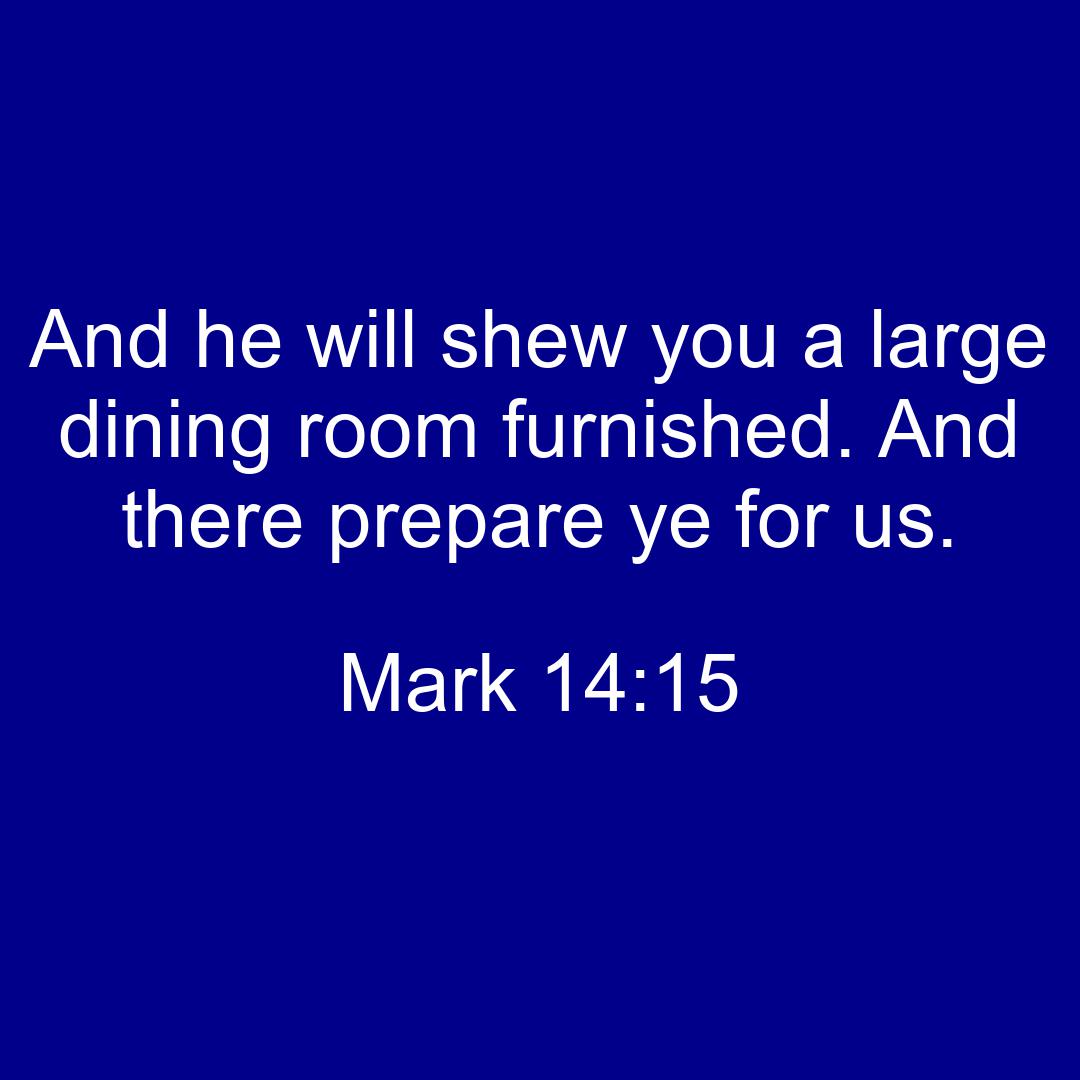 And he will shew you a large
dining room furnished. And
there prepare ye for us.
Mark 14:15